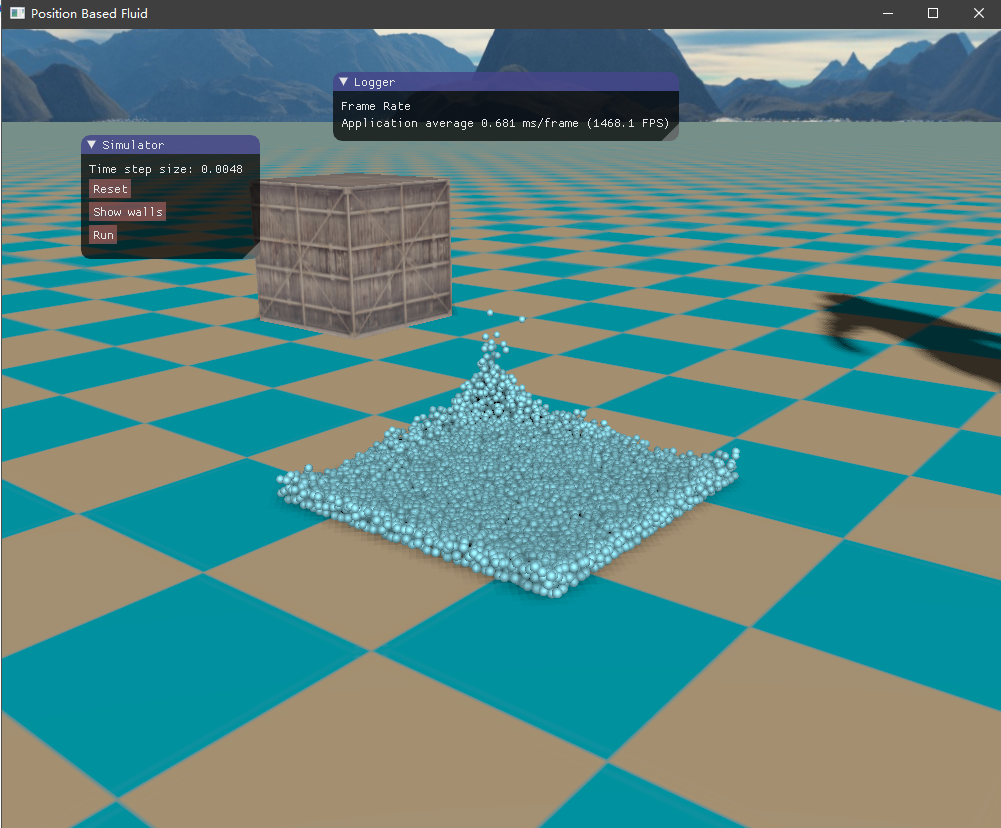 Position Based Fluid
Logger
Frame Rate
Application average 0.681 ms/frame (1468.1 FPS)
Simulator
Time step size: 0.0048
Reset
Show walls
Run